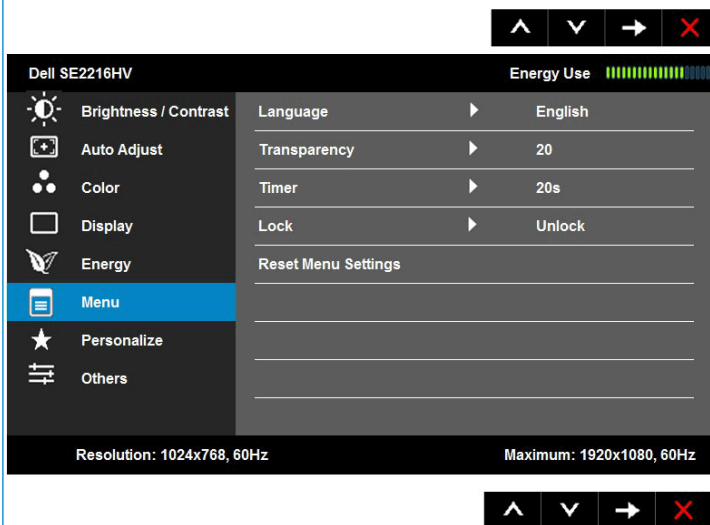 Dell SE2216HV Energy Use
Brightness / Contrast Language English
Auto Adjust Transparency 20
Color Timer 20s
Display Lock Unlock
Energy Reset Menu Settings
Menu
Personalize
Others
Resolution: 1024x768, 60Hz Maximum: 1920x1080, 60Hz